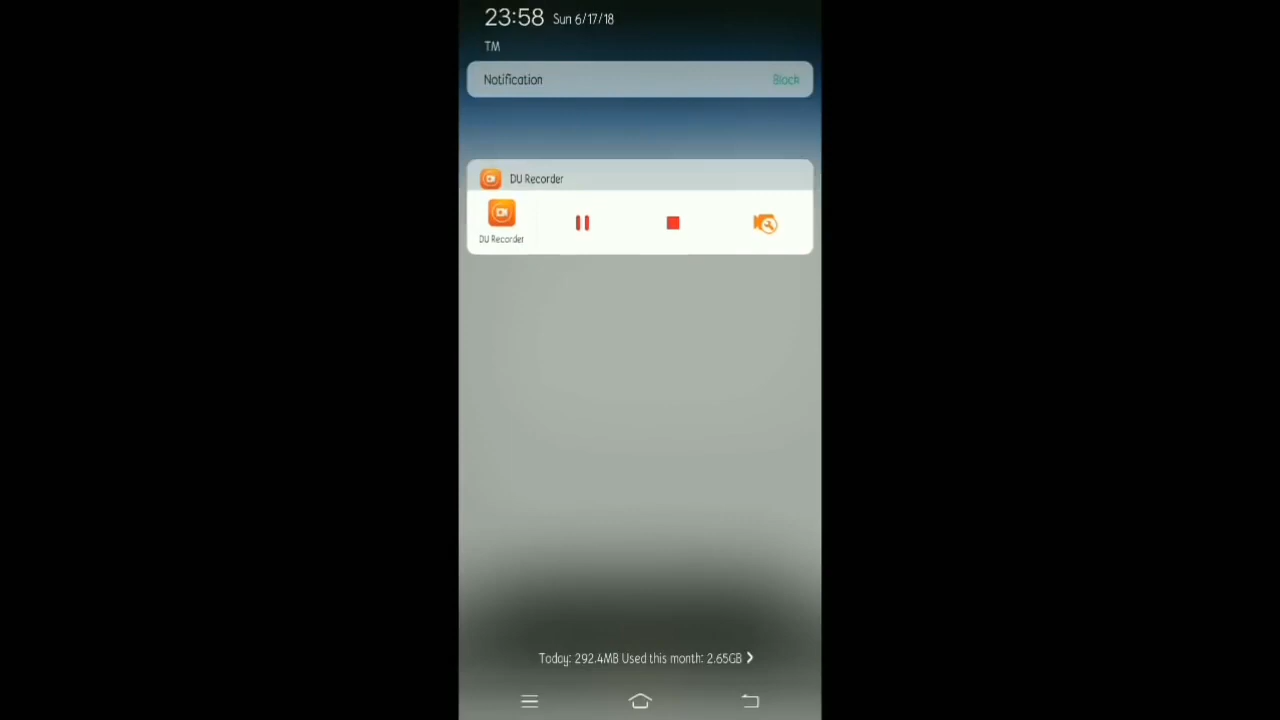 23:58 Sun 6/17/18
TM
Notification Block
DU Recorder
DU Recorder
Today: 292.4MB Used this month: 2.65GB